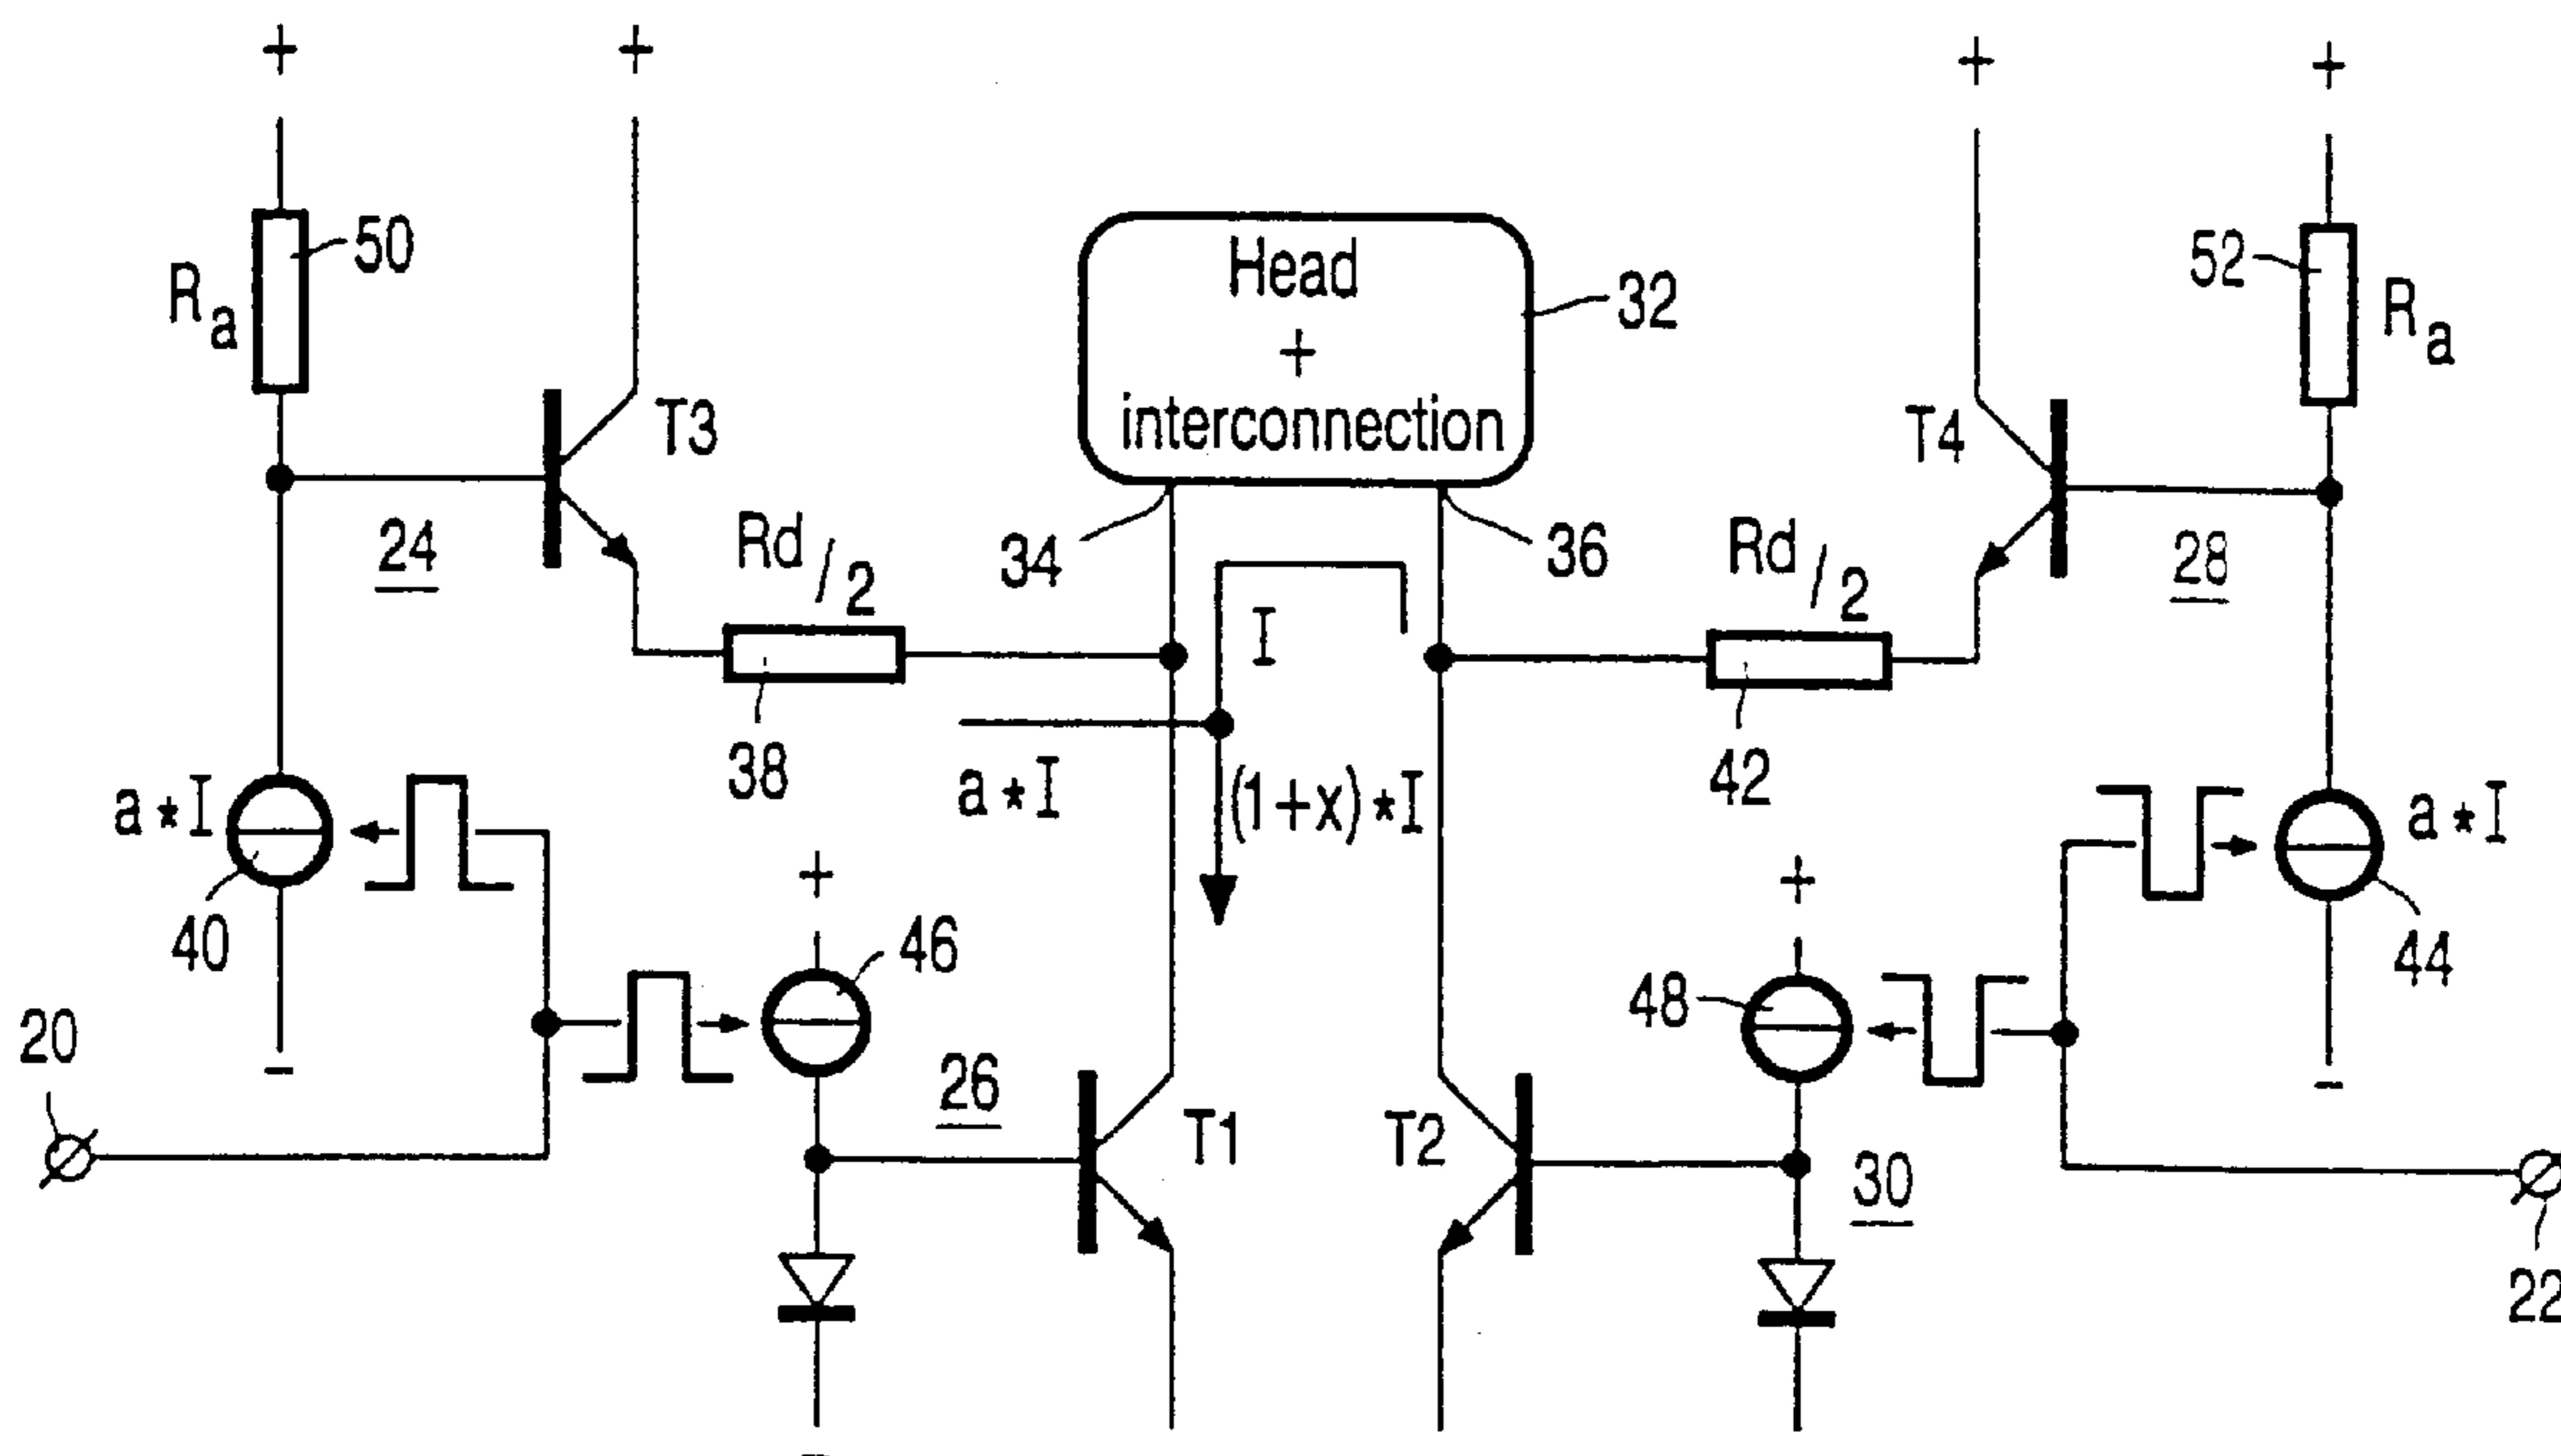 + + + +
50
Ra
T3
Head
+
interconnection
32
T4
52
Ra
24
Rd/2
34
36
Rd/2
28
I
38
42
a*I
40
a*I
(1+x)*I
a*I
44
+
46
+
48
20
-
26
T1
T2
30
-
22
-